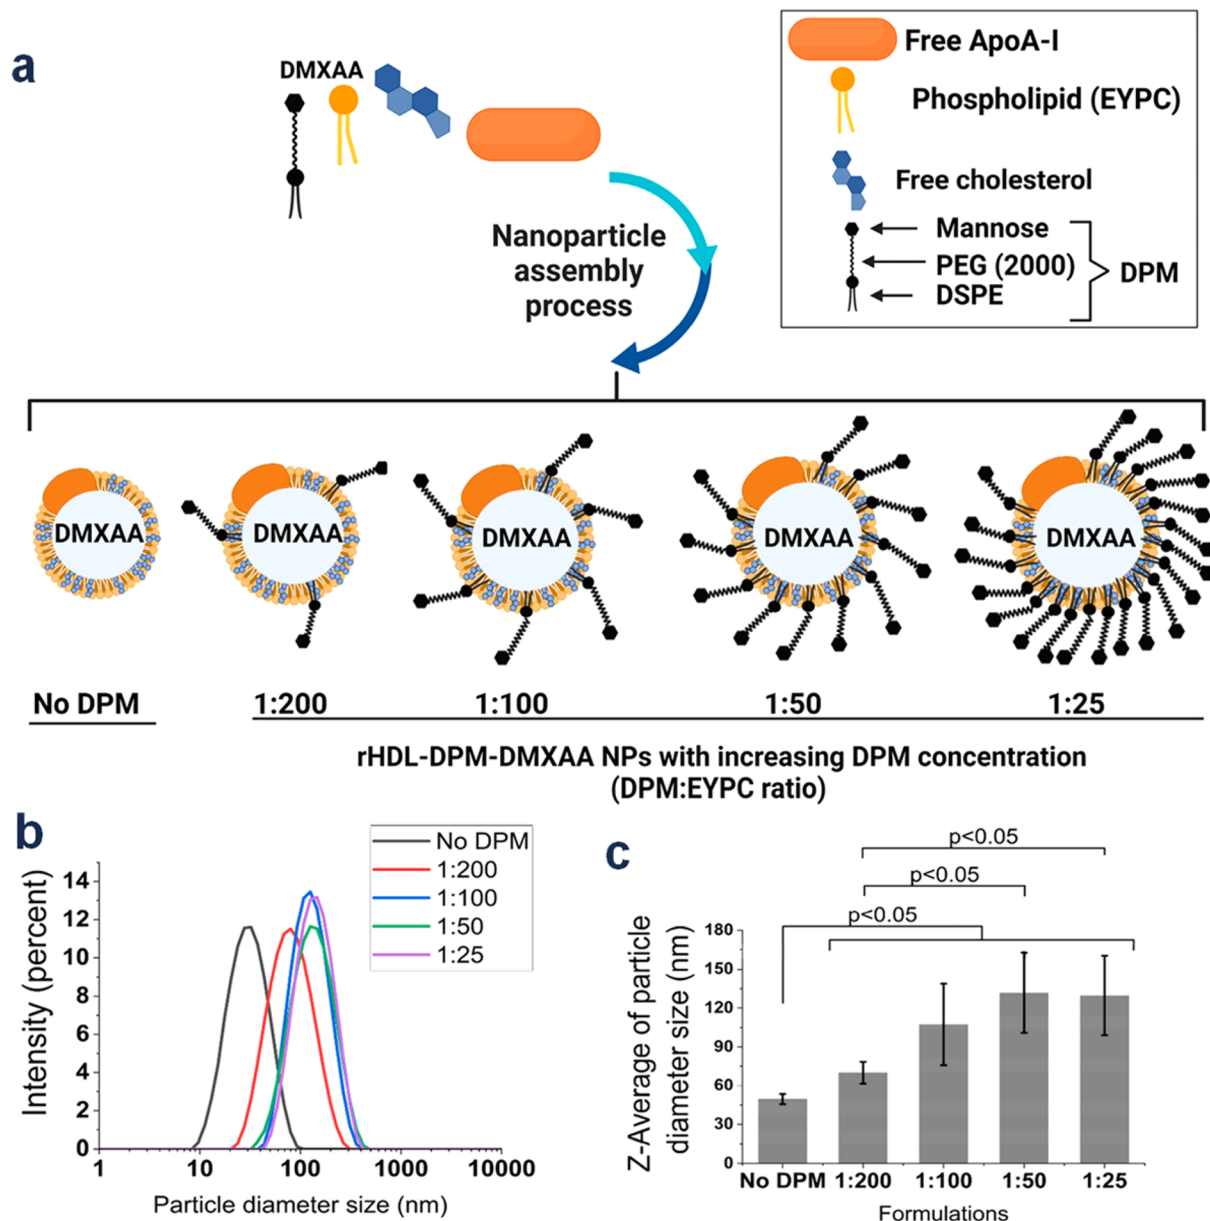 a
DMXAA
Nanoparticle
assembly
process
Free ApoA-I
Phospholipid (EYPC)
Free cholesterol
Mannose
PEG (2000)
DSPE
DPM
DMXAA
DMXAA
DMXAA
DMXAA
DMXAA
No DPM
1:200
1:100
1:50
1:25
rHDL-DPM-DMXAA NPs with increasing DPM concentration
(DPM:EYPC ratio)
b
No DPM
1:200
1:100
1:50
1:25
Intensity (percent)
14
12
10
8
6
4
2
0
1
10
100
1000
10000
Particle diameter size (nm)
c
p<0.05
p<0.05
p<0.05
Z-Average of particle
diameter size (nm)
180
150
120
90
60
30
0
No DPM
1:200
1:100
1:50
1:25
Formulations